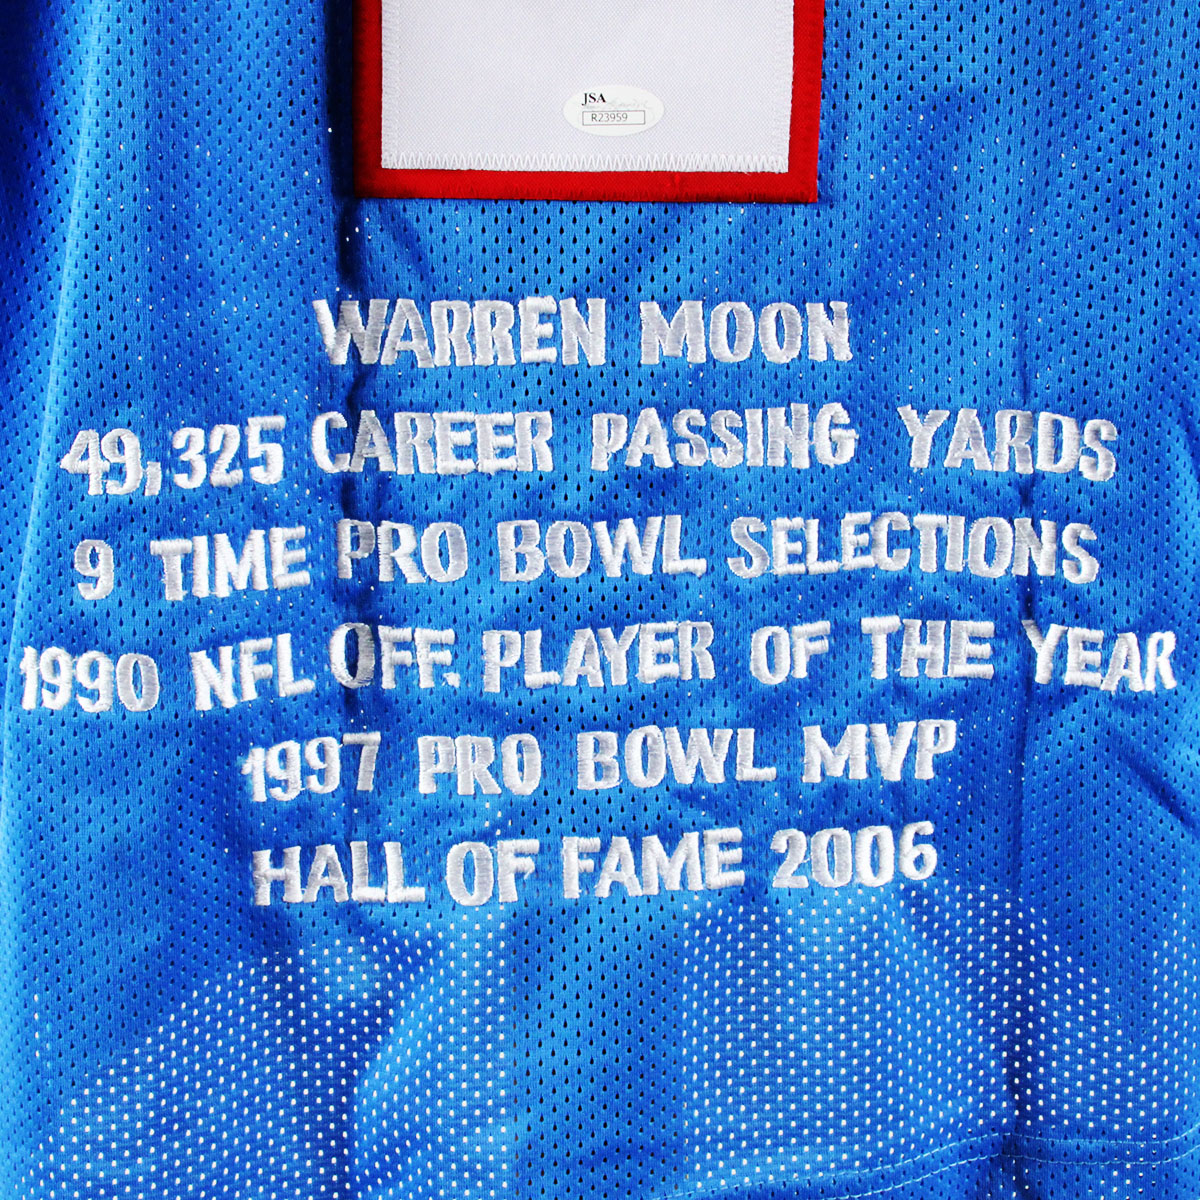 JSA
R23959
WARREN MOON
49,325 CAREER PASSING YARDS
9 TIME PRO BOWL SELECTIONS
1990 NFL OFF. PLAYER OF THE YEAR
1997 PRO BOWL MVP
HALL OF FAME 2006